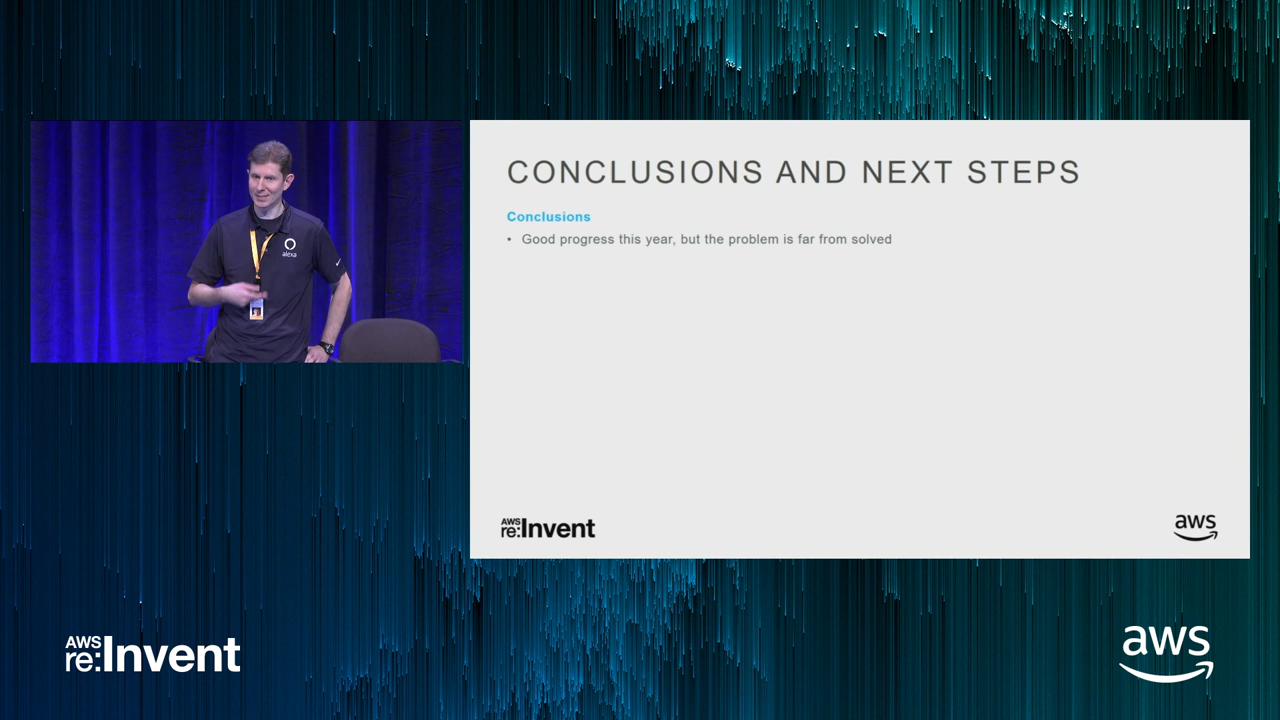 alexa
CONCLUSIONS AND NEXT STEPS
Conclusions
• Good progress this year, but the problem is far from solved
AWS
re:Invent
aws
AWS
re:Invent
aws